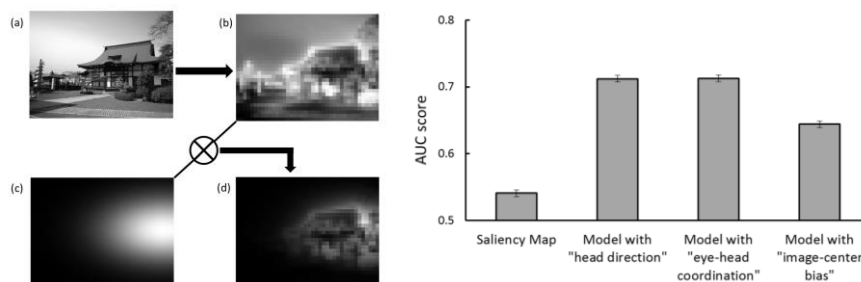 (a)
(b)
(c)
(d)
AUC score
0.8
0.7
0.6
0.5
Saliency Map
Model with
"head direction"
Model with
"eye-head
coordination"
Model with
"image-center
bias"